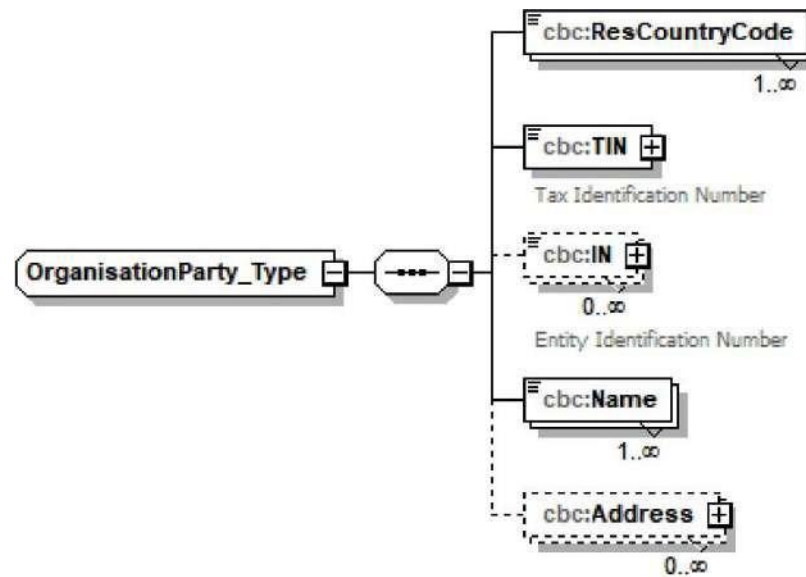 cbc:ResCountryCode
1..∞
cbc:TIN
Tax Identification Number
cbc:IN
0..∞
Entity Identification Number
OrganisationParty_Type
cbc:Name
1..∞
cbc:Address
0..∞